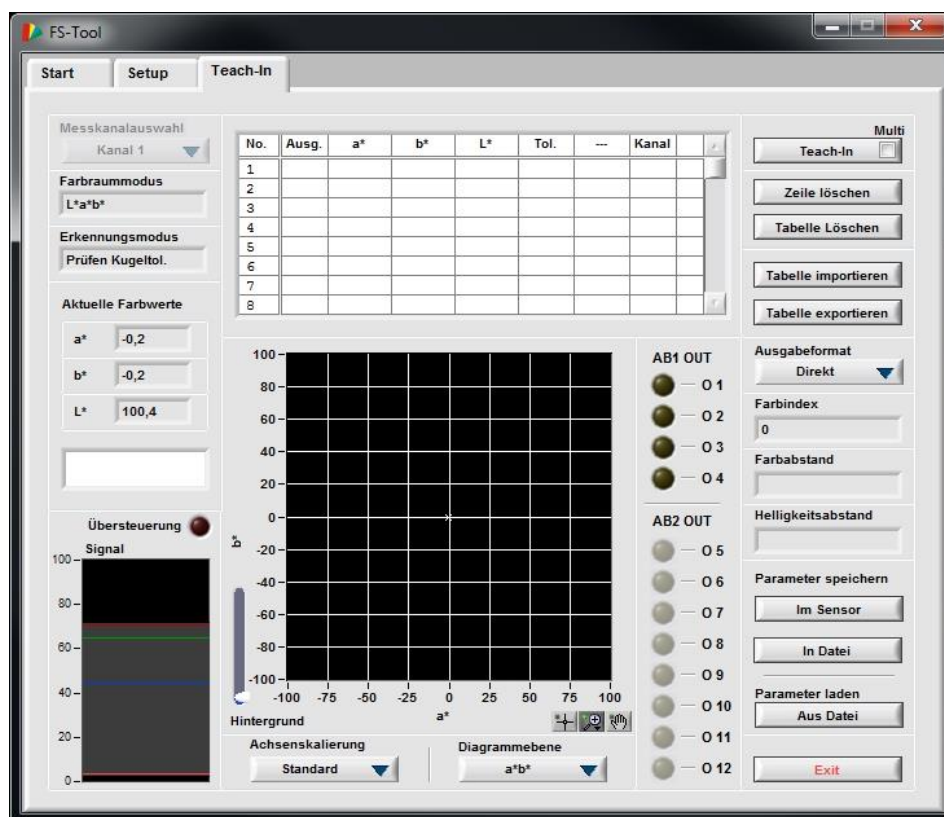 FS-Tool
Start Setup Teach-In
Messkanalauswahl
Kanal 1
Farbraummodus
L*a*b*
Erkennungsmodus
Prüfen Kugeltol.
Aktuelle Farbwerte
a* -0,2
b* -0,2
L* 100,4
Übersteuerung
Signal
100
80
60
40
20
0
No. Ausg. a* b* L* Tol. --- Kanal
1
2
3
4
5
6
7
8
100
80
60
40
20
0
-20
-40
-60
-80
-100
b*
-100 -75 -50 -25 0 25 50 75 100
a*
Hintergrund
Achsenskalierung
Standard
Diagrammebene
a*b*
AB1 OUT
O 1
O 2
O 3
O 4
AB2 OUT
O 5
O 6
O 7
O 8
O 9
O 10
O 11
O 12
Multi
Teach-In
Zeile löschen
Tabelle Löschen
Tabelle importieren
Tabelle exportieren
Ausgabeformat
Direkt
Farbindex
0
Farbabstand
Helligkeitsabstand
Parameter speichern
Im Sensor
In Datei
Parameter laden
Aus Datei
Exit